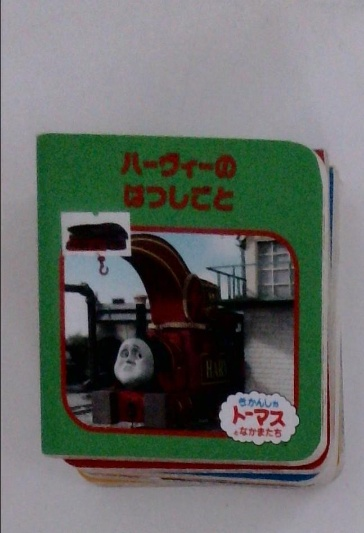 ハーヴィーの
はつしごと
HAR
きかんしゃ
トーマス
となかまたち